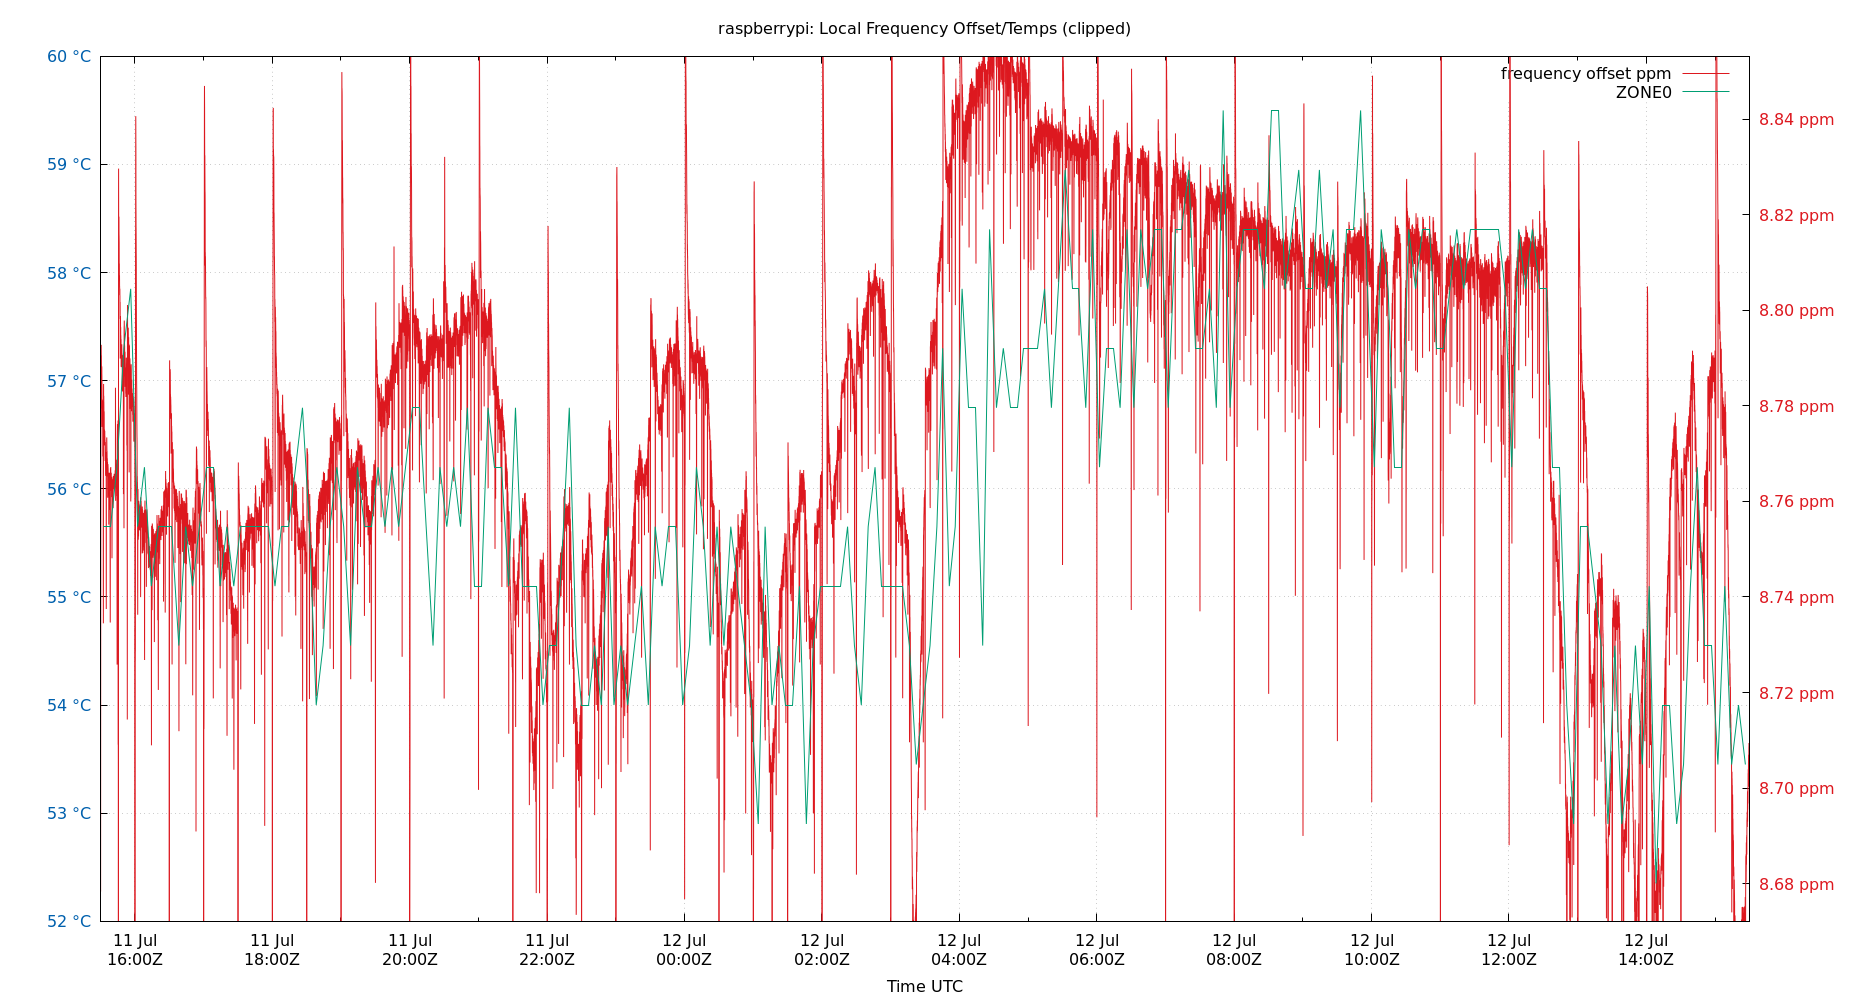 raspberrypi: Local Frequency Offset/Temps (clipped)
frequency offset ppm
ZONE0
60 °C
59 °C
58 °C
57 °C
56 °C
55 °C
54 °C
53 °C
52 °C
8.84 ppm
8.82 ppm
8.80 ppm
8.78 ppm
8.76 ppm
8.74 ppm
8.72 ppm
8.70 ppm
8.68 ppm
11 Jul
16:00Z
11 Jul
18:00Z
11 Jul
20:00Z
11 Jul
22:00Z
12 Jul
00:00Z
12 Jul
02:00Z
12 Jul
04:00Z
12 Jul
06:00Z
12 Jul
08:00Z
12 Jul
10:00Z
12 Jul
12:00Z
12 Jul
14:00Z
Time UTC